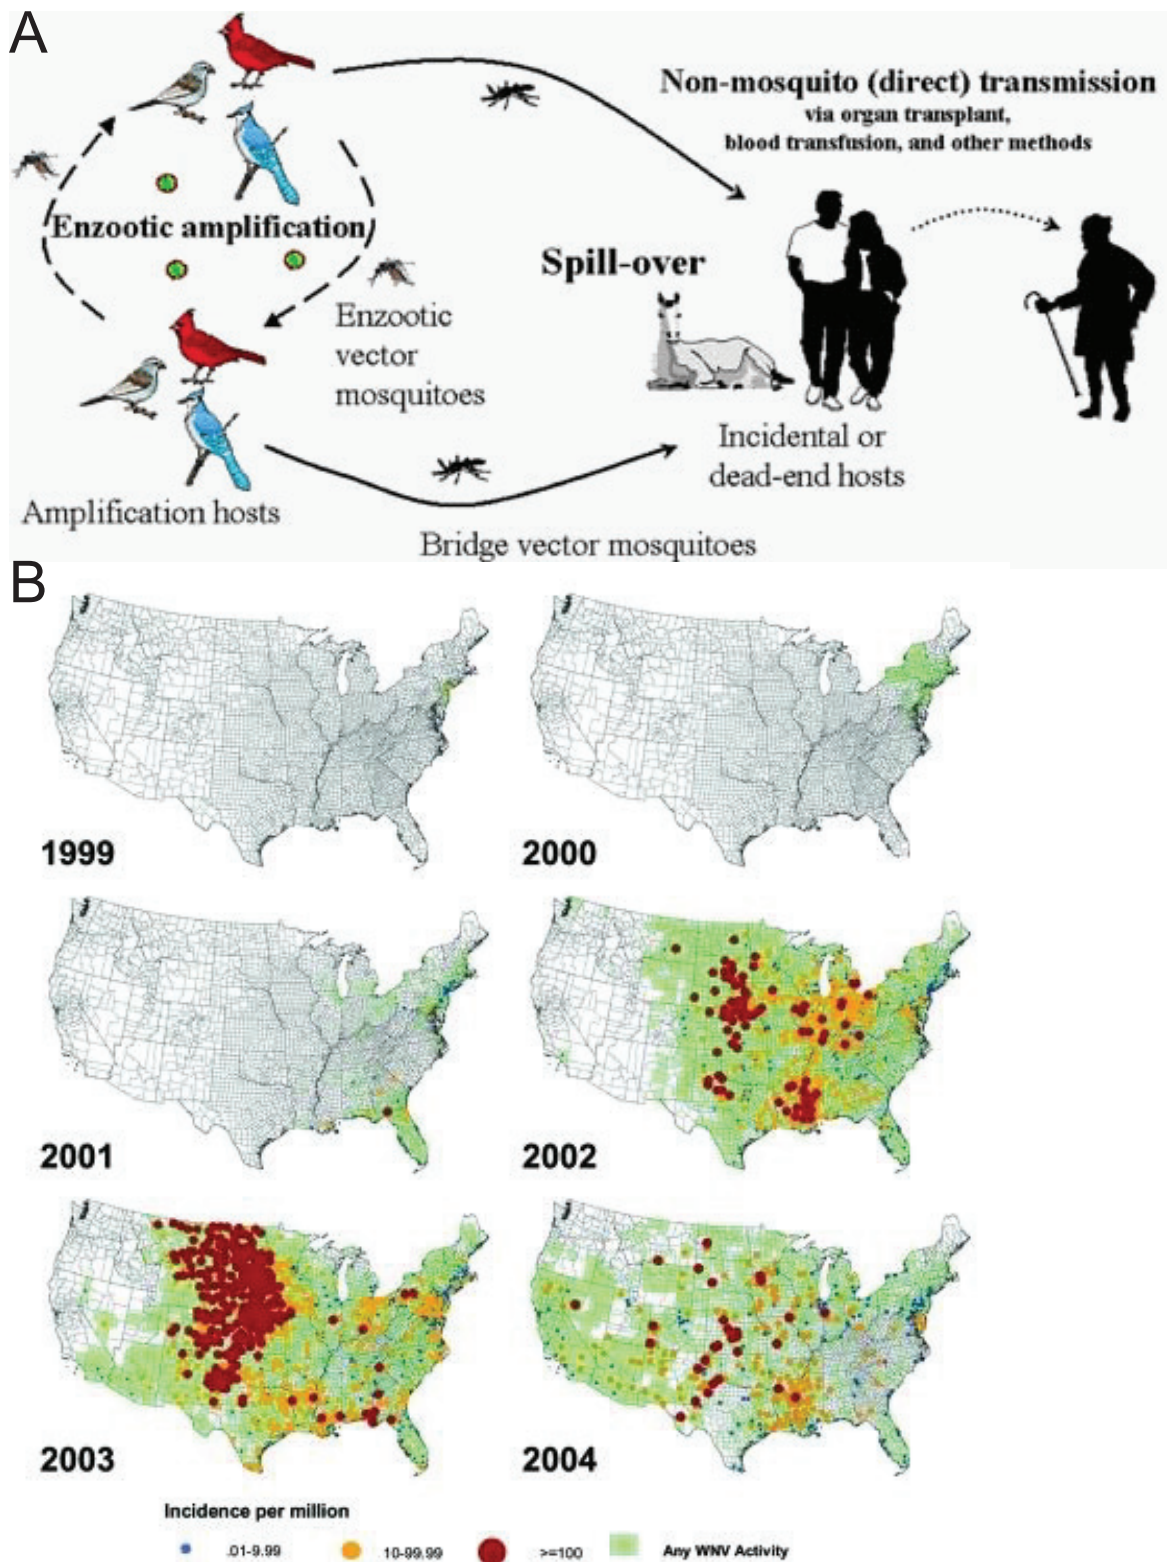 A
Non-mosquito (direct) transmission
via organ transplant,
blood transfusion, and other methods
Enzootic amplification
Spill-over
Enzootic
vector
mosquitoes
Incidental or
dead-end hosts
Amplification hosts
Bridge vector mosquitoes
B
1999
2000
2001
2002
2003
2004
Incidence per million
.01-9.99
10-99.99
>=100
Any WNV Activity